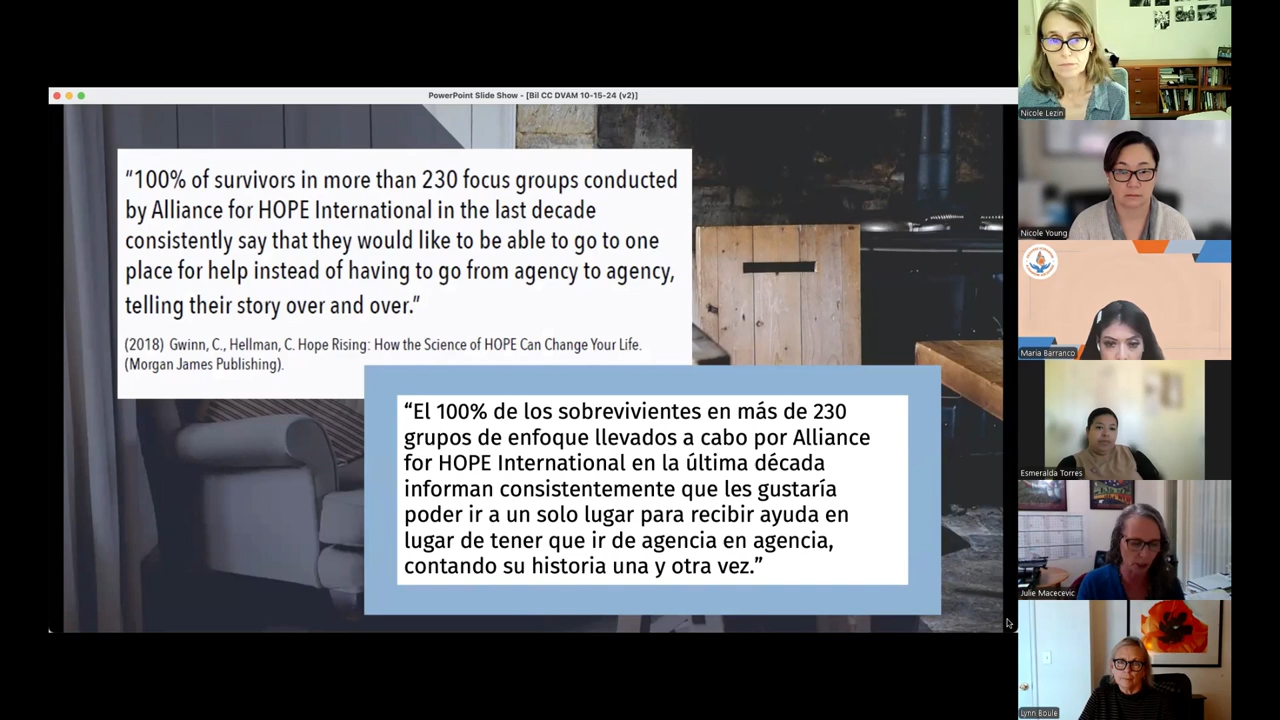 PowerPoint Slide Show - [Bil CC DVAM 10-15-24 (v2)]
“100% of survivors in more than 230 focus groups conducted
by Alliance for HOPE International in the last decade
consistently say that they would like to be able to go to one
place for help instead of having to go from agency to agency,
telling their story over and over.”
(2018) Gwinn, C., Hellman, C. Hope Rising: How the Science of HOPE Can Change Your Life.
(Morgan James Publishing).
“El 100% de los sobrevivientes en más de 230
grupos de enfoque llevados a cabo por Alliance
for HOPE International en la última década
informan consistentemente que les gustaría
poder ir a un solo lugar para recibir ayuda en
lugar de tener que ir de agencia en agencia,
contando su historia una y otra vez.”
Nicole Lezin
Nicole Young
Maria Barranco
Esmeralda Torres
Julie Macecevic
Lynn Boule